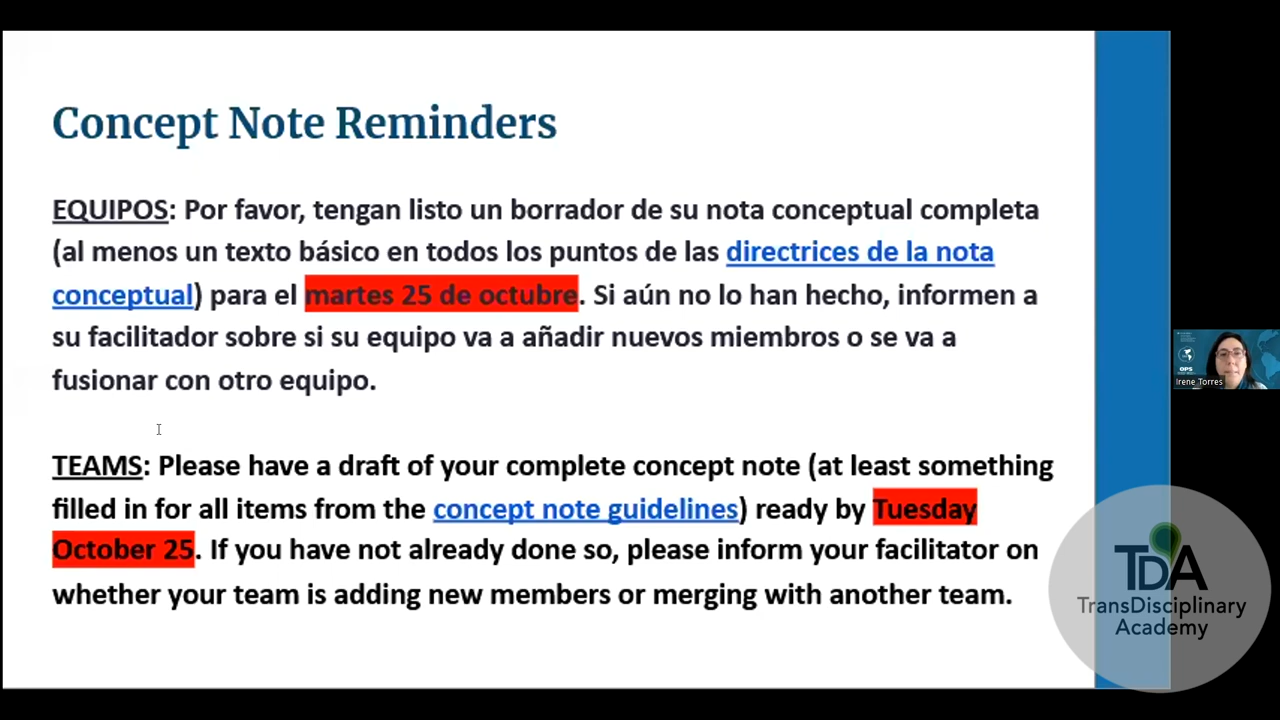 Concept Note Reminders
EQUIPOS: Por favor, tengan listo un borrador de su nota conceptual completa
(al menos un texto básico en todos los puntos de las directrices de la nota
conceptual) para el martes 25 de octubre. Si aún no lo han hecho, informen a
su facilitador sobre si su equipo va a añadir nuevos miembros o se va a
fusionar con otro equipo.
TEAMS: Please have a draft of your complete concept note (at least something
filled in for all items from the concept note guidelines) ready by Tuesday
October 25. If you have not already done so, please inform your facilitator on
whether your team is adding new members or merging with another team.
OPS
Irene Torres
TDA
TransDisciplinary
Academy